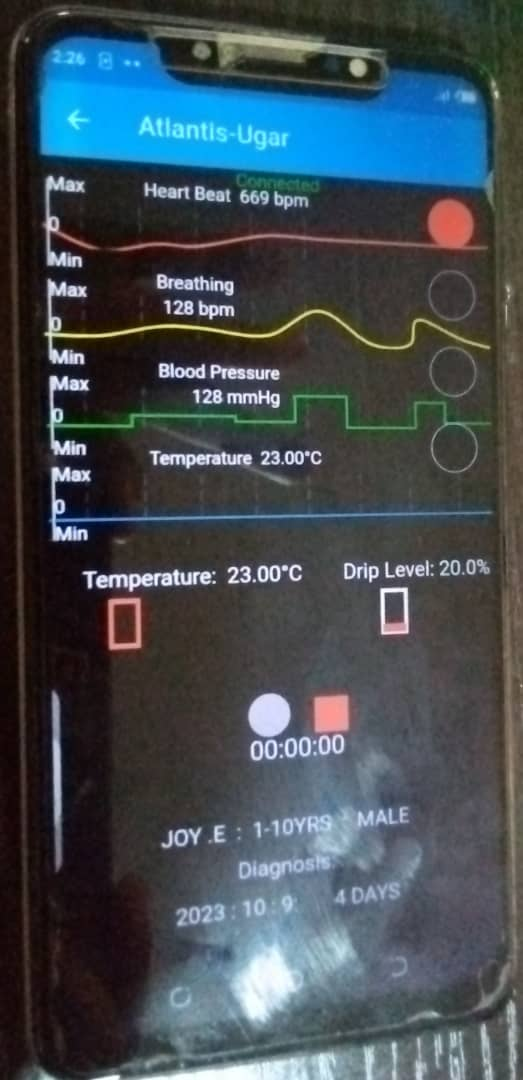 2.26
Atlantis-Ugar
Connected
Max
Heart Beat 669 bpm
0
Min
Max
Breathing
128 bpm
0
Min
Max
Blood Pressure
128 mmHg
0
Min
Max
Temperature 23.00°C
0
Min
Temperature: 23.00°C Drip Level: 20.0%
00:00:00
JOY .E : 1-10YRS MALE
Diagnosis:
2023 : 10 : 9: 4 DAYS